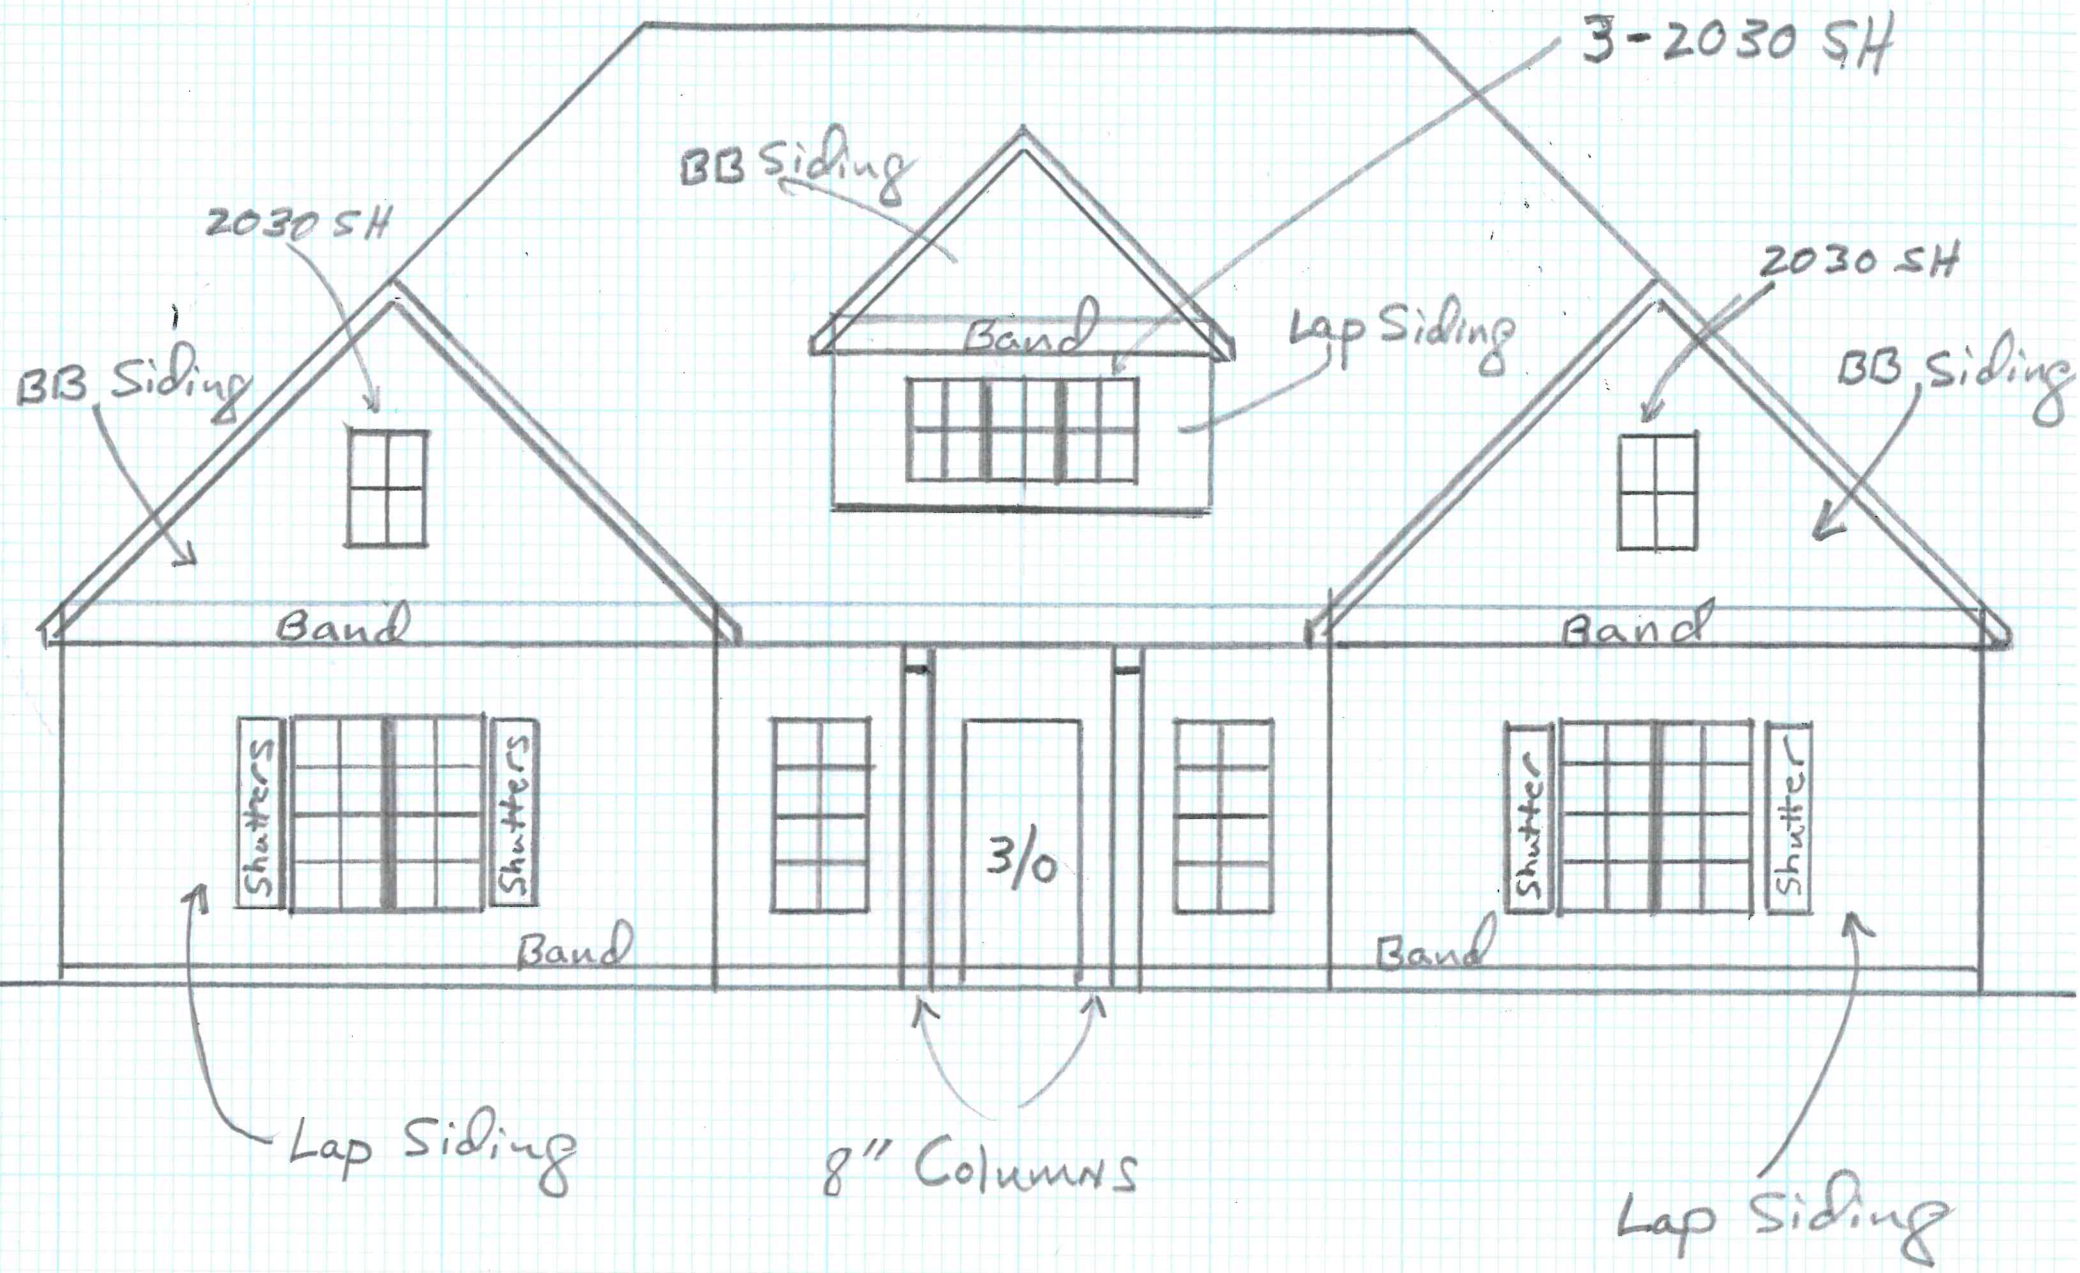 3-2030 SH
BB Siding
2030 SH
2030 SH
Band
Lap Siding
BB Siding
BB Siding
Band
Band
Shutters
Shutters
3/0
Shutter
Shutter
Band
Band
Lap Siding
8" Columns
Lap Siding